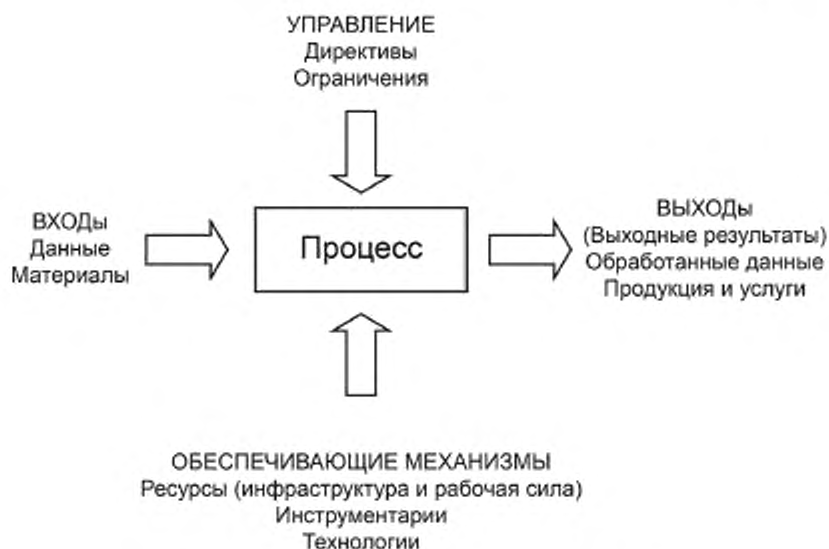 УПРАВЛЕНИЕ
Директивы
Ограничения
ВХОДы
Данные
Материалы
Процесс
ВЫХОДы
(Выходные результаты)
Обработанные данные
Продукция и услуги
ОБЕСПЕЧИВАЮЩИЕ МЕХАНИЗМЫ
Ресурсы (инфраструктура и рабочая сила)
Инструментарии
Технологии